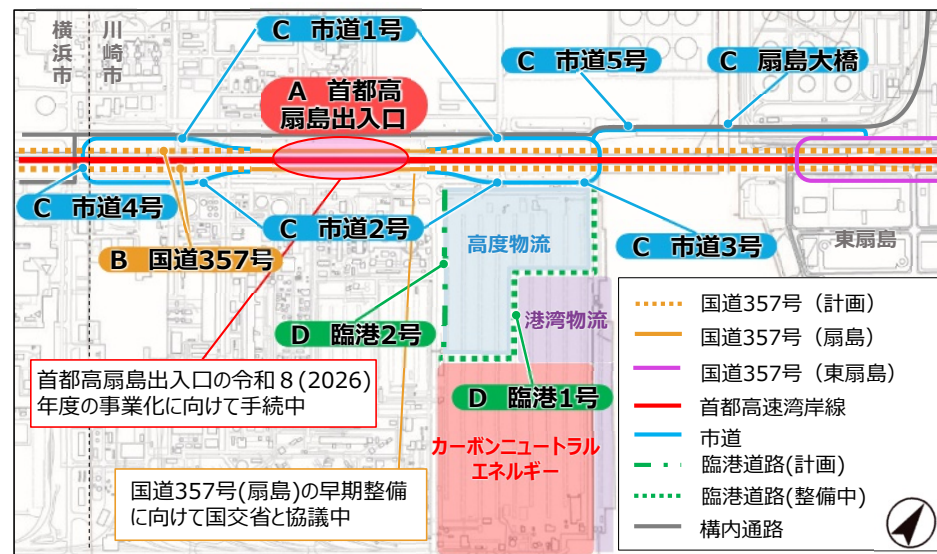 横浜市
川崎市
C 市道1号
A 首都高
扇島出入口
C 市道5号
C 扇島大橋
C 市道4号
C 市道2号
C 市道3号
B 国道357号
東扇島
高度物流
D 臨港2号
港湾物流
D 臨港1号
首都高扇島出入口の令和8(2026)
年度の事業化に向けて手続中
カーボンニュートラル
エネルギー
国道357号(扇島)の早期整備
に向けて国交省と協議中
国道357号（計画）
国道357号（扇島）
国道357号（東扇島）
首都高速湾岸線
市道
臨港道路(計画)
臨港道路(整備中)
構内通路